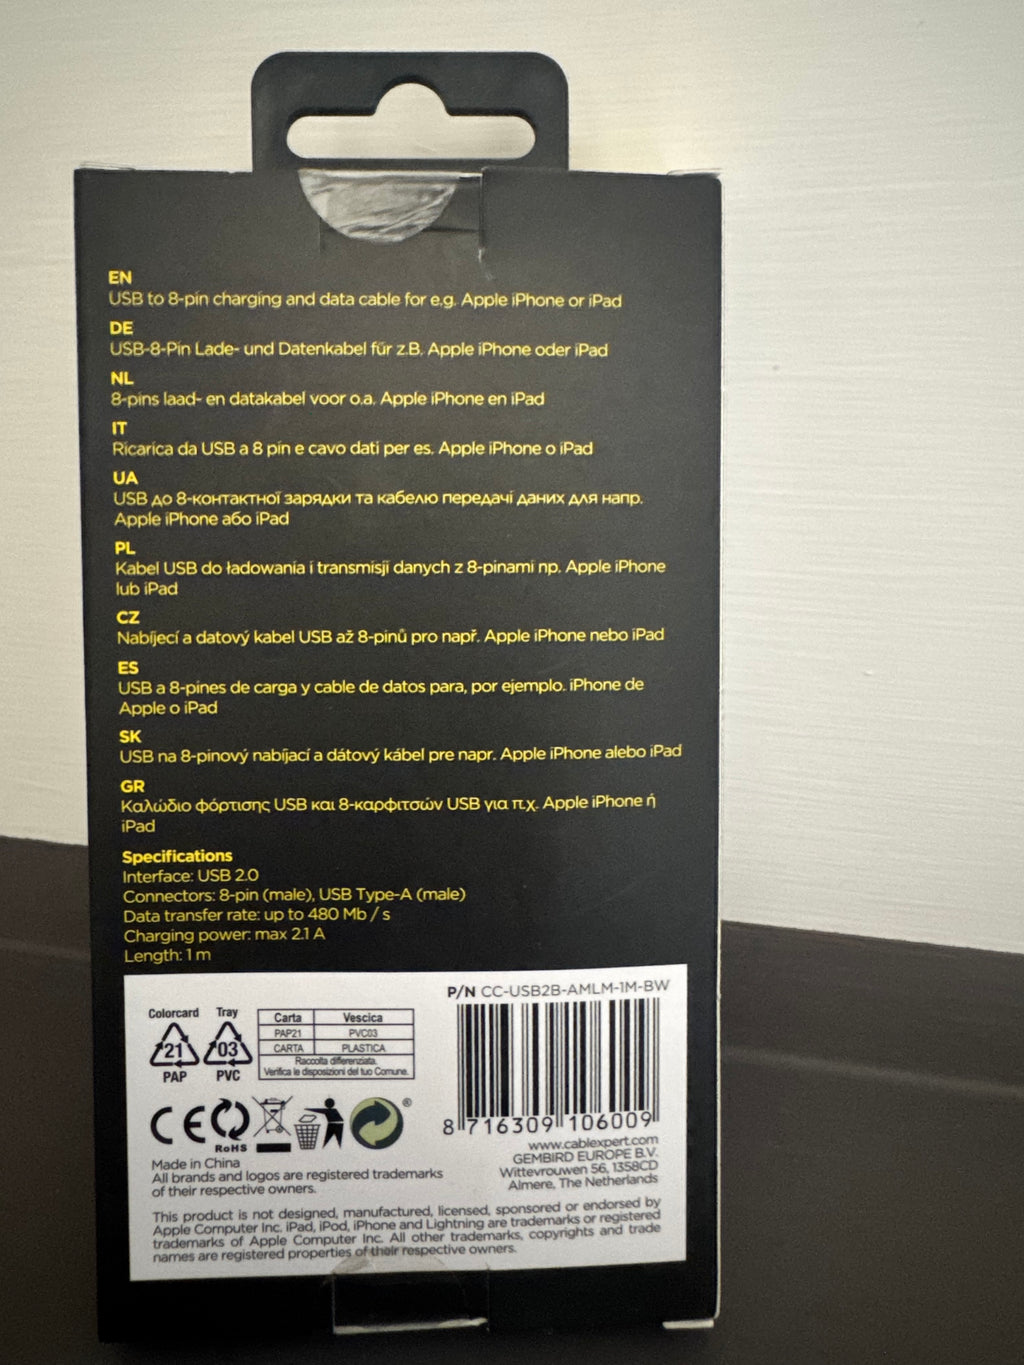 EN
USB to 8-pin charging and data cable for e.g. Apple iPhone or iPad
DE
USB-8-Pin Lade- und Datenkabel für z.B. Apple iPhone oder iPad
NL
8-pins laad- en datakabel voor o.a. Apple iPhone en iPad
IT
Ricarica da USB a 8 pin e cavo dati per es. Apple iPhone o iPad
UA
USB до 8-контактної зарядки та кабелю передачі даних для напр.
Apple iPhone або iPad
PL
Kabel USB do ładowania i transmisji danych z 8-pinami np. Apple iPhone
lub iPad
CZ
Nabíjecí a datový kabel USB až 8-pinů pro např. Apple iPhone nebo iPad
ES
USB a 8-pines de carga y cable de datos para, por ejemplo. iPhone de
Apple o iPad
SK
USB na 8-pinový nabíjací a dátový kábel pre napr. Apple iPhone alebo iPad
GR
Καλώδιο φόρτισης USB και 8-καρφιτσών USB για π.χ. Apple iPhone ή
iPad
Specifications
Interface: USB 2.0
Connectors: 8-pin (male), USB Type-A (male)
Data transfer rate: up to 480 Mb / s
Charging power: max 2.1 A
Length: 1 m
P/N CC-USB2B-AMLM-1M-BW
Colorcard Tray
21 03
PAP PVC
Carta Vescica
PAP21 PVC03
CARTA PLASTICA
Raccolta differenziata.
Verifica le disposizioni del tuo Comune.
8 716309 106009
CE RoHS ®
www.cablexpert.com
GEMBIRD EUROPE B.V.
Wittevrouwen 56, 1358CD
Almere, The Netherlands
Made in China
All brands and logos are registered trademarks
of their respective owners.
This product is not designed, manufactured, licensed, sponsored or endorsed by
Apple Computer Inc. iPad, iPod, iPhone and Lightning are trademarks or registered
trademarks of Apple Computer Inc. All other trademarks, copyrights and trade
names are registered properties of their respective owners.